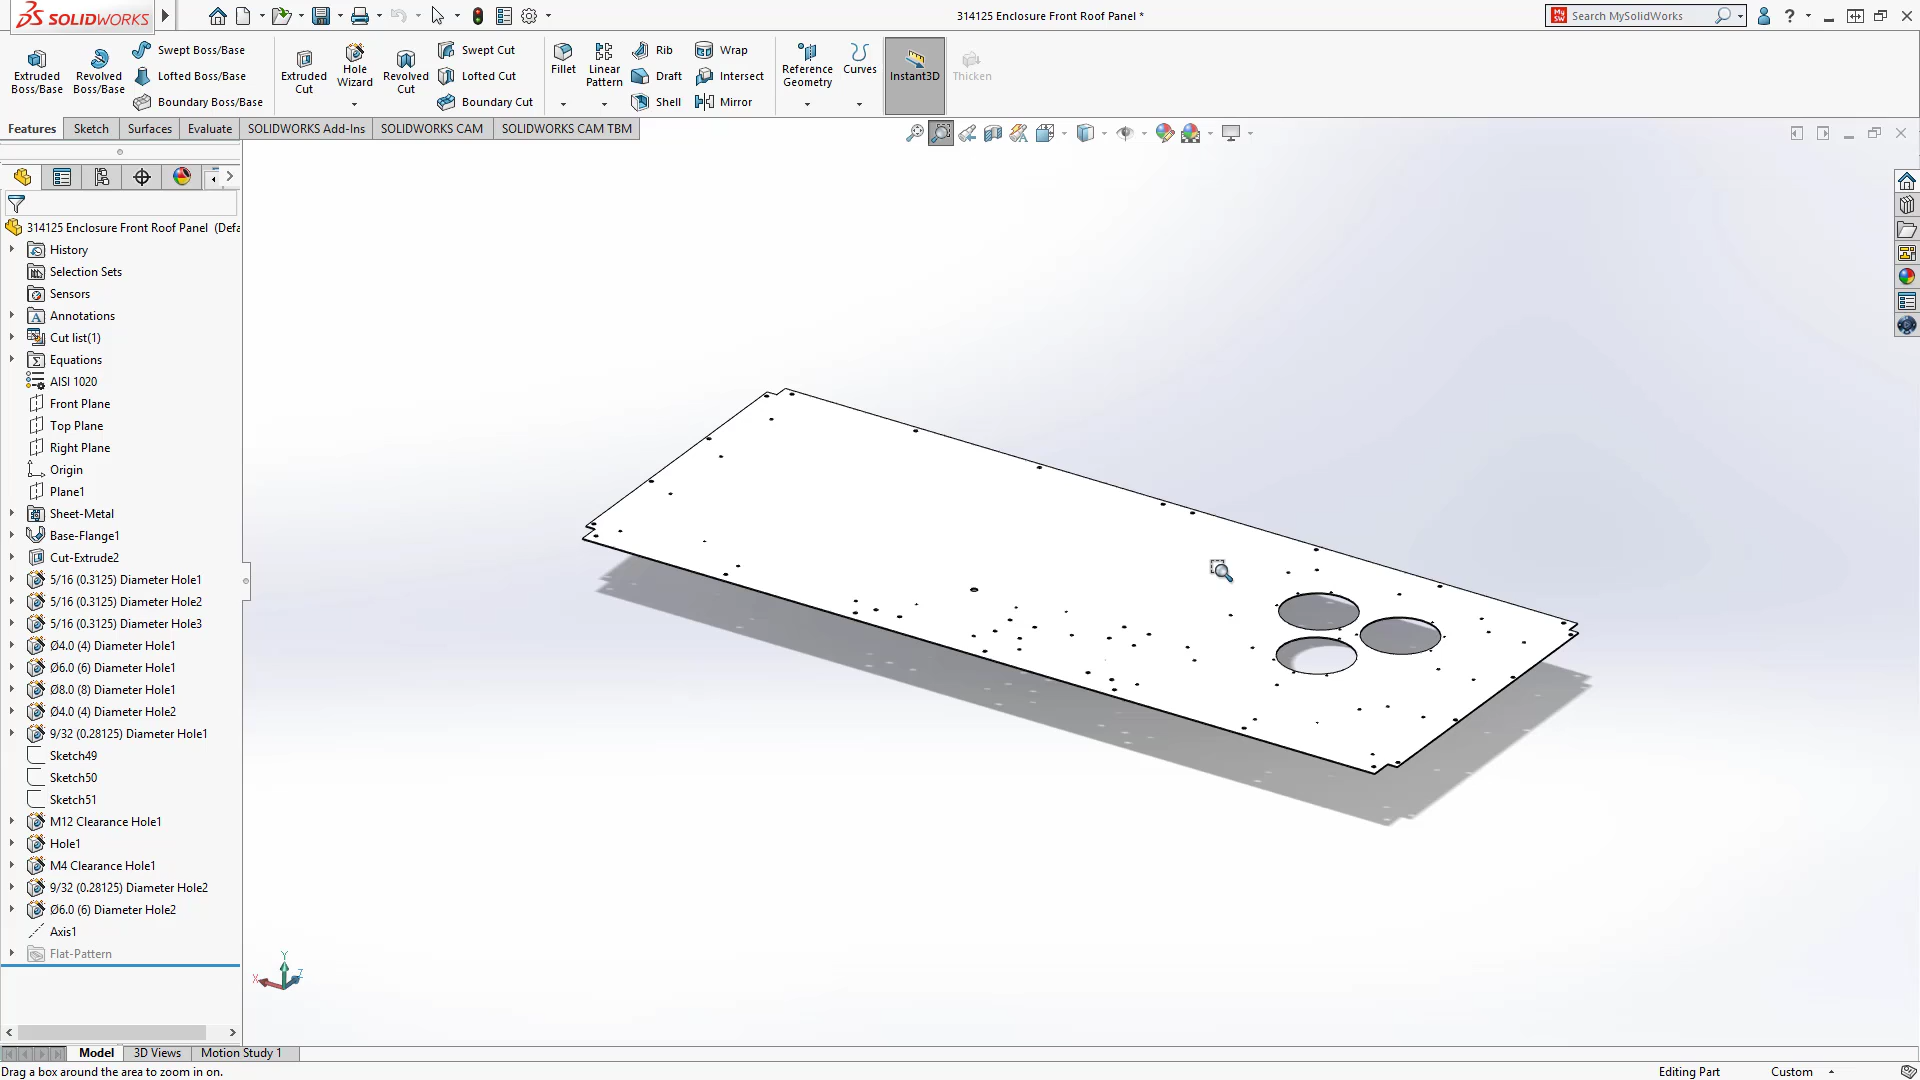 SOLIDWORKS
314125 Enclosure Front Roof Panel *
Search MySolidWorks
Extruded Boss/Base
Revolved Boss/Base
Swept Boss/Base
Lofted Boss/Base
Boundary Boss/Base
Extruded Cut
Hole Wizard
Revolved Cut
Swept Cut
Lofted Cut
Boundary Cut
Fillet
Linear Pattern
Rib
Draft
Shell
Wrap
Intersect
Mirror
Reference Geometry
Curves
Instant3D
Thicken
Features
Sketch
Surfaces
Evaluate
SOLIDWORKS Add-Ins
SOLIDWORKS CAM
SOLIDWORKS CAM TBM
314125 Enclosure Front Roof Panel (Defa
History
Selection Sets
Sensors
Annotations
Cut list(1)
Equations
AISI 1020
Front Plane
Top Plane
Right Plane
Origin
Plane1
Sheet-Metal
Base-Flange1
Cut-Extrude2
5/16 (0.3125) Diameter Hole1
5/16 (0.3125) Diameter Hole2
5/16 (0.3125) Diameter Hole3
Ø4.0 (4) Diameter Hole1
Ø6.0 (6) Diameter Hole1
Ø8.0 (8) Diameter Hole1
Ø4.0 (4) Diameter Hole2
9/32 (0.28125) Diameter Hole1
Sketch49
Sketch50
Sketch51
M12 Clearance Hole1
Hole1
M4 Clearance Hole1
9/32 (0.28125) Diameter Hole2
Ø6.0 (6) Diameter Hole2
Axis1
Flat-Pattern
Y
X
Z
Model
3D Views
Motion Study 1
Drag a box around the area to zoom in on.
Editing Part
Custom